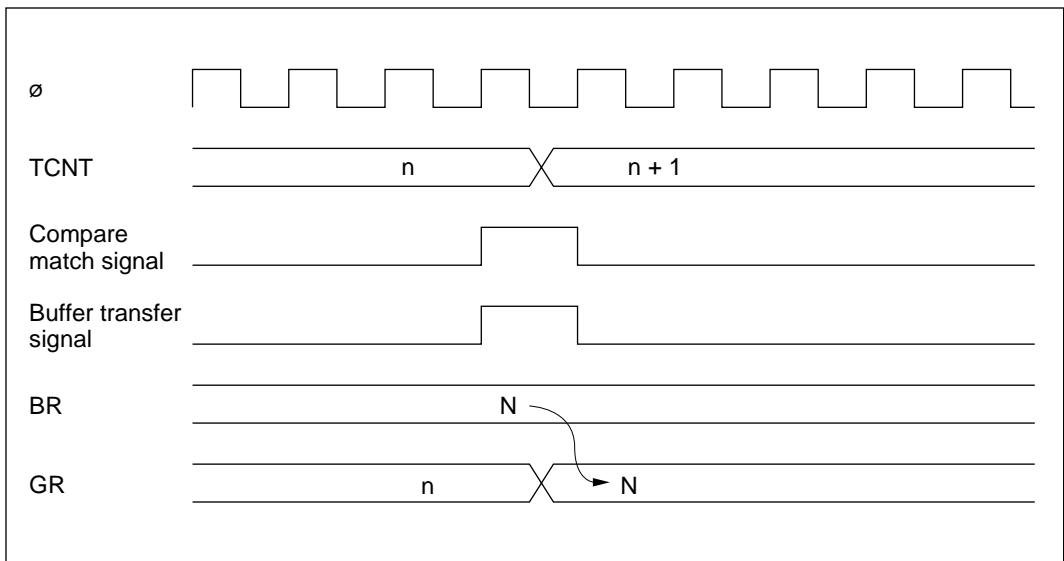 ø
TCNT
n
n + 1
Compare
match signal
Buffer transfer
signal
BR
N
GR
n
N